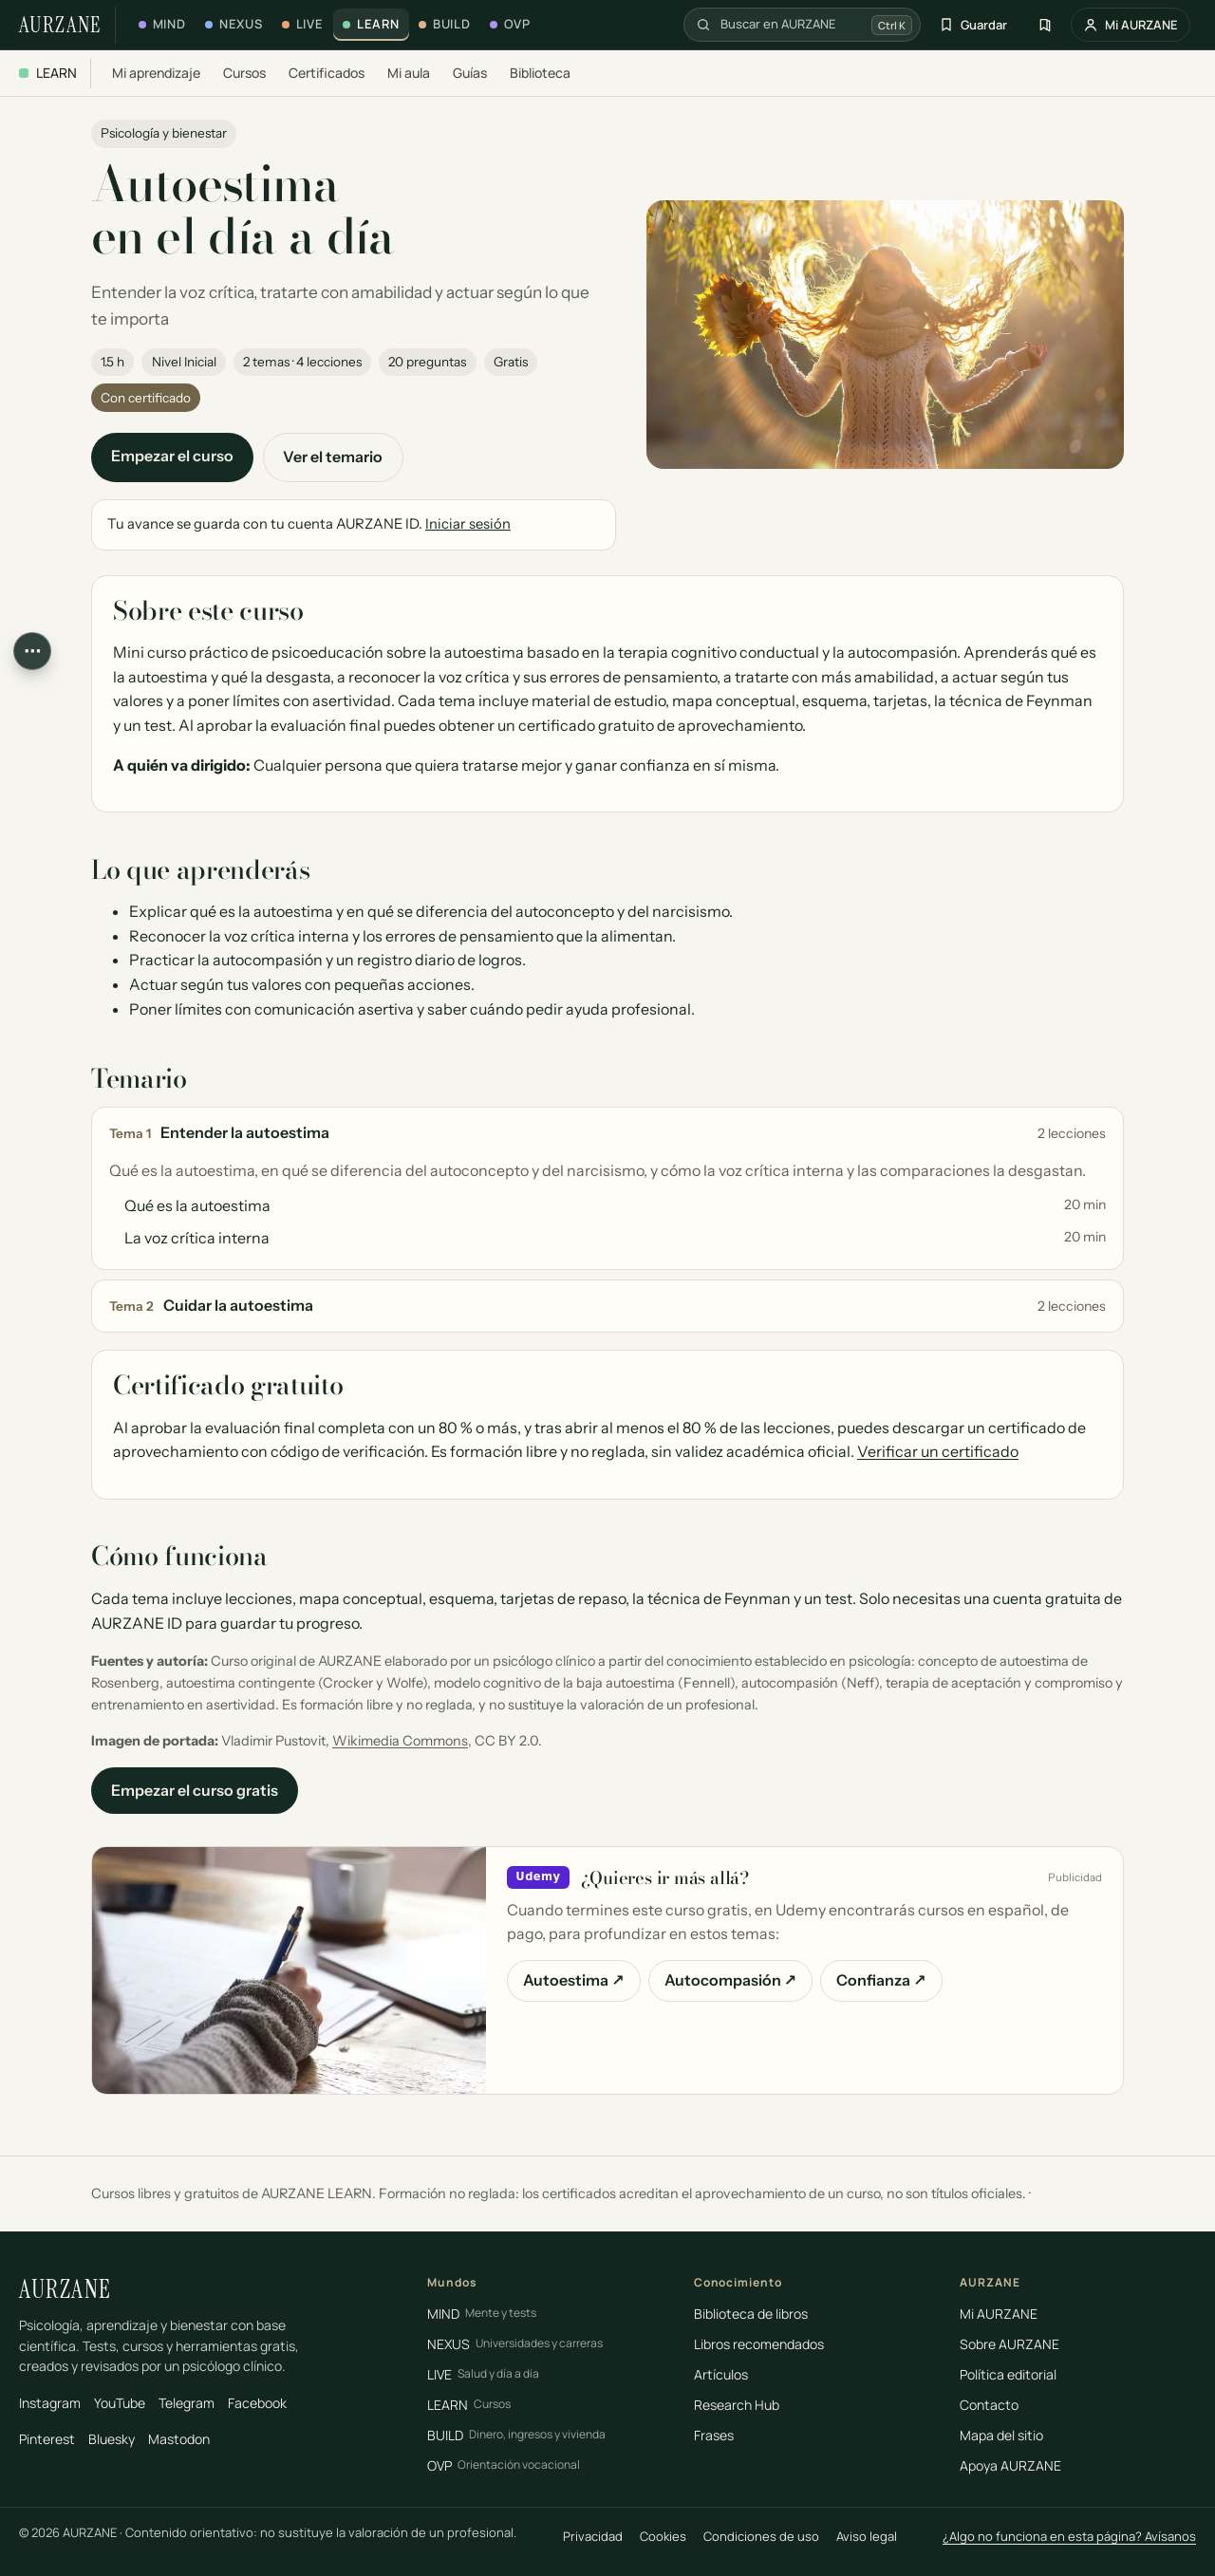 AURZANE
MIND
NEXUS
LIVE
LEARN
BUILD
OVP
Buscar en AURZANE
Ctrl K
Guardar
Mi AURZANE
LEARN
Mi aprendizaje
Cursos
Certificados
Mi aula
Guías
Biblioteca
Psicología y bienestar
Autoestima
en el día a día
Entender la voz crítica, tratarte con amabilidad y actuar según lo que
te importa
1.5 h
Nivel Inicial
2 temas · 4 lecciones
20 preguntas
Gratis
Con certificado
Empezar el curso
Ver el temario
Tu avance se guarda con tu cuenta AURZANE ID. Iniciar sesión
Sobre este curso
Mini curso práctico de psicoeducación sobre la autoestima basado en la terapia cognitivo conductual y la autocompasión. Aprenderás qué es
la autoestima y qué la desgasta, a reconocer la voz crítica y sus errores de pensamiento, a tratarte con más amabilidad, a actuar según tus
valores y a poner límites con asertividad. Cada tema incluye material de estudio, mapa conceptual, esquema, tarjetas, la técnica de Feynman
y un test. Al aprobar la evaluación final puedes obtener un certificado gratuito de aprovechamiento.
A quién va dirigido: Cualquier persona que quiera tratarse mejor y ganar confianza en sí misma.
Lo que aprenderás
• Explicar qué es la autoestima y en qué se diferencia del autoconcepto y del narcisismo.
• Reconocer la voz crítica interna y los errores de pensamiento que la alimentan.
• Practicar la autocompasión y un registro diario de logros.
• Actuar según tus valores con pequeñas acciones.
• Poner límites con comunicación asertiva y saber cuándo pedir ayuda profesional.
Temario
Tema 1 Entender la autoestima
2 lecciones
Qué es la autoestima, en qué se diferencia del autoconcepto y del narcisismo, y cómo la voz crítica interna y las comparaciones la desgastan.
Qué es la autoestima
20 min
La voz crítica interna
20 min
Tema 2 Cuidar la autoestima
2 lecciones
Certificado gratuito
Al aprobar la evaluación final completa con un 80 % o más, y tras abrir al menos el 80 % de las lecciones, puedes descargar un certificado de
aprovechamiento con código de verificación. Es formación libre y no reglada, sin validez académica oficial. Verificar un certificado
Cómo funciona
Cada tema incluye lecciones, mapa conceptual, esquema, tarjetas de repaso, la técnica de Feynman y un test. Solo necesitas una cuenta gratuita de
AURZANE ID para guardar tu progreso.
Fuentes y autoría: Curso original de AURZANE elaborado por un psicólogo clínico a partir del conocimiento establecido en psicología: concepto de autoestima de
Rosenberg, autoestima contingente (Crocker y Wolfe), modelo cognitivo de la baja autoestima (Fennell), autocompasión (Neff), terapia de aceptación y compromiso y
entrenamiento en asertividad. Es formación libre y no reglada, y no sustituye la valoración de un profesional.
Imagen de portada: Vladimir Pustovit, Wikimedia Commons, CC BY 2.0.
Empezar el curso gratis
Udemy
¿Quieres ir más allá?
Publicidad
Cuando termines este curso gratis, en Udemy encontrarás cursos en español, de
pago, para profundizar en estos temas:
Autoestima ↗
Autocompasión ↗
Confianza ↗
Cursos libres y gratuitos de AURZANE LEARN. Formación no reglada: los certificados acreditan el aprovechamiento de un curso, no son títulos oficiales. ·
AURZANE
Psicología, aprendizaje y bienestar con base
científica. Tests, cursos y herramientas gratis,
creados y revisados por un psicólogo clínico.
Instagram
YouTube
Telegram
Facebook
Pinterest
Bluesky
Mastodon
Mundos
MIND Mente y tests
NEXUS Universidades y carreras
LIVE Salud y día a día
LEARN Cursos
BUILD Dinero, ingresos y vivienda
OVP Orientación vocacional
Conocimiento
Biblioteca de libros
Libros recomendados
Artículos
Research Hub
Frases
AURZANE
Mi AURZANE
Sobre AURZANE
Política editorial
Contacto
Mapa del sitio
Apoya AURZANE
© 2026 AURZANE · Contenido orientativo: no sustituye la valoración de un profesional.
Privacidad
Cookies
Condiciones de uso
Aviso legal
¿Algo no funciona en esta página? Avísanos